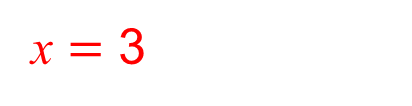 x = 3